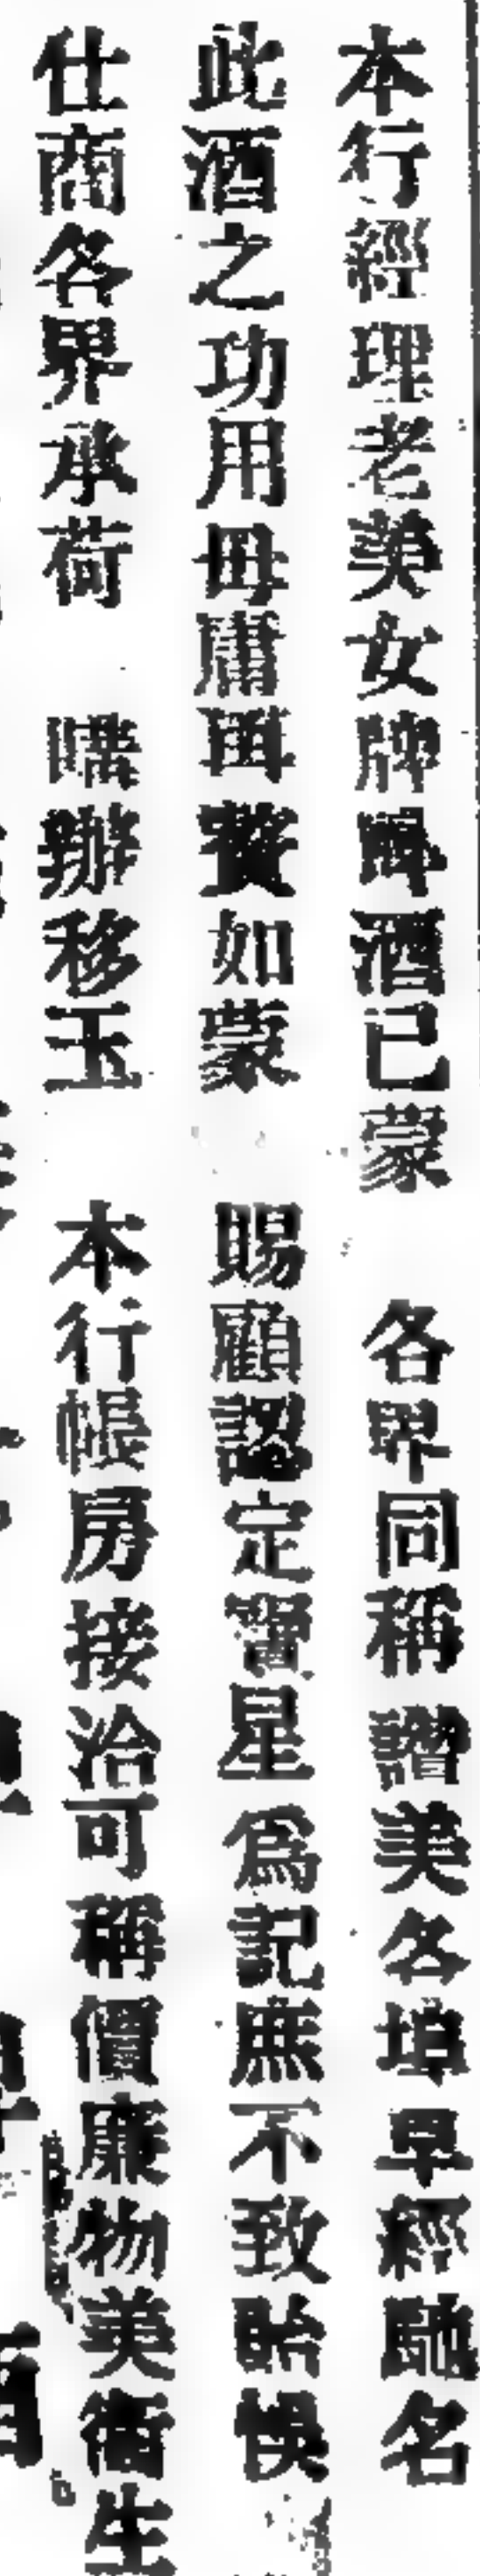 本行經理老美女牌啤酒已蒙 各界同稱讚美各埠早經馳名
此酒之功用毋庸再贅如蒙 賜顧認定雙星為記庶不致貽悞
仕商各界承荷 購辦移玉 本行帳房接洽可稱價廉物美衛生